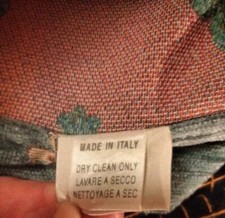 MADE IN ITALY
DRY CLEAN ONLY
LAVARE A SECCO
NETTOYAGE A SEC